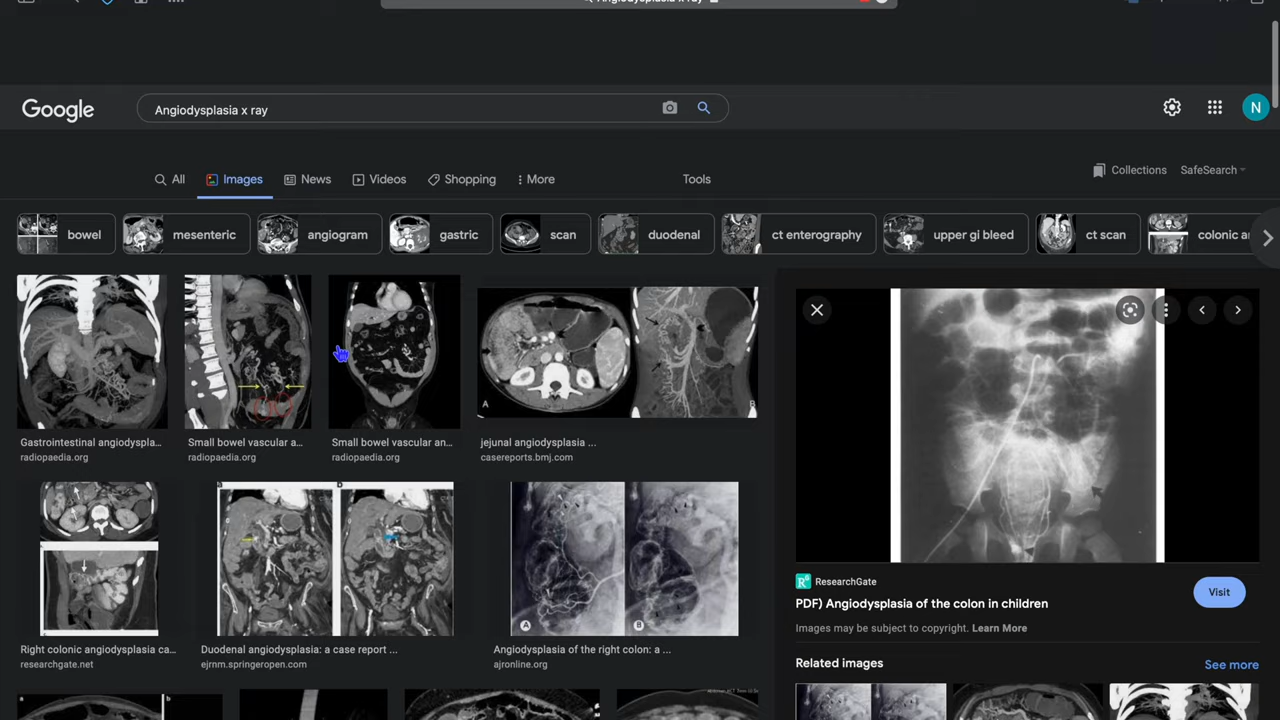 Angiodysplasia x ray
Google
Angiodysplasia x ray
N
All
Images
News
Videos
Shopping
More
Tools
Collections
SafeSearch
bowel
mesenteric
angiogram
gastric
scan
duodenal
ct enterography
upper gi bleed
ct scan
colonic a
Gastrointestinal angiodyspla...
radiopaedia.org
Small bowel vascular a...
radiopaedia.org
Small bowel vascular an...
radiopaedia.org
A
B
jejunal angiodysplasia ...
casereports.bmj.com
Right colonic angiodysplasia ca...
researchgate.net
a
b
Duodenal angiodysplasia: a case report ...
ejrnm.springeropen.com
A
B
Angiodysplasia of the right colon: a ...
ajronline.org
R⁶
ResearchGate
PDF) Angiodysplasia of the colon in children
Visit
Images may be subject to copyright. Learn More
Related images
See more
a
b